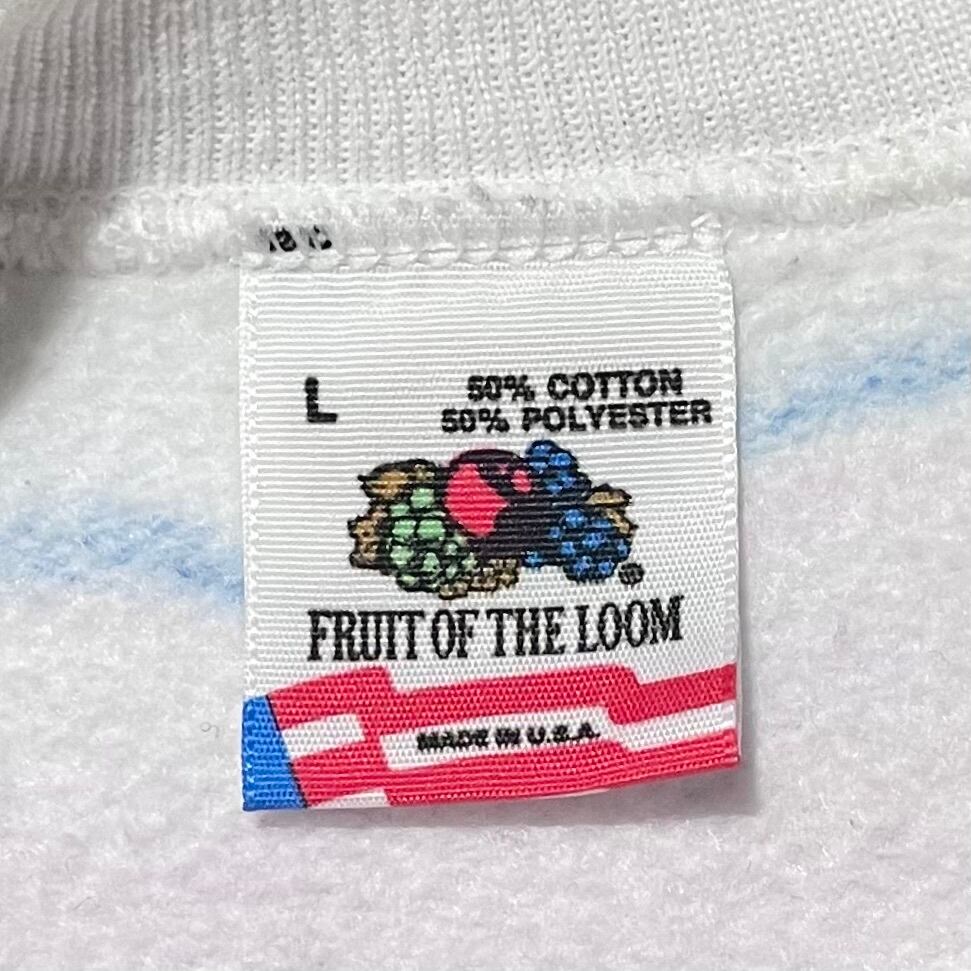 L
50% COTTON
50% POLYESTER
®
FRUIT OF THE LOOM
MADE IN U.S.A.